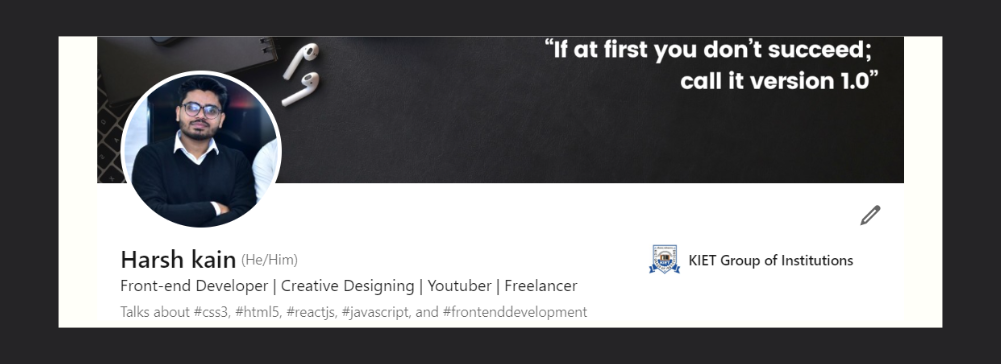 “If at first you don’t succeed;
call it version 1.0”
Harsh kain (He/Him)
KIET Group of Institutions
Front-end Developer | Creative Designing | Youtuber | Freelancer
Talks about #css3, #html5, #reactjs, #javascript, and #frontenddevelopment